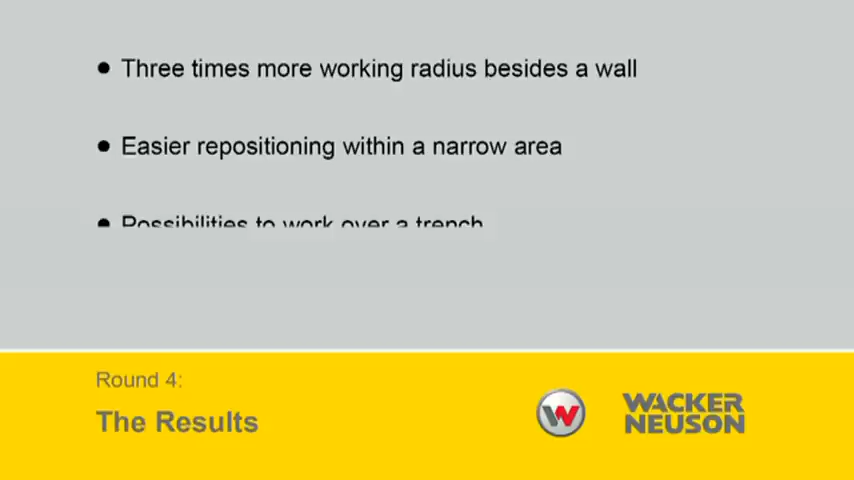 ● Three times more working radius besides a wall
● Easier repositioning within a narrow area
● Possibilities to work over a trench
Round 4:
The Results
W
WACKER
NEUSON